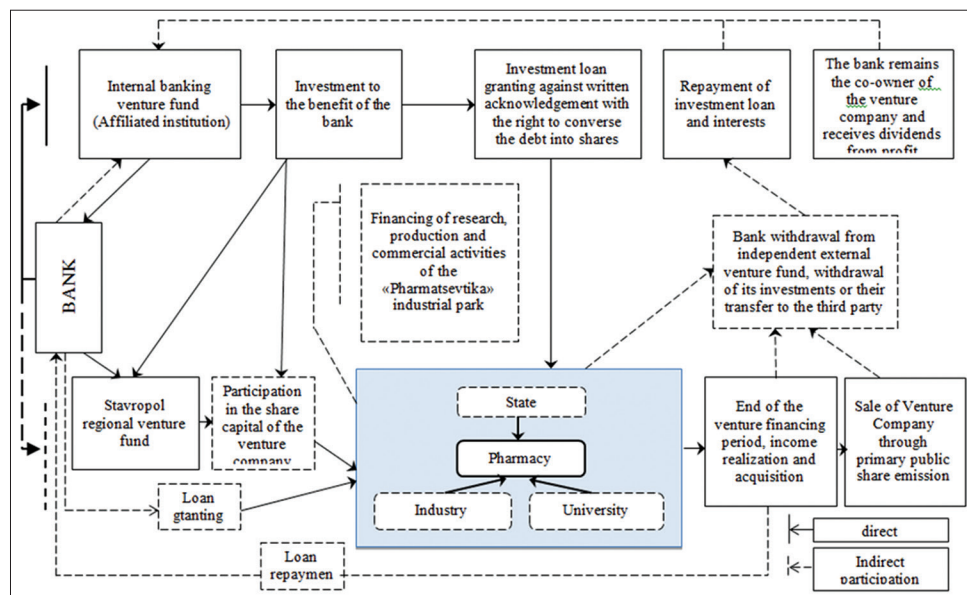 Internal banking
venture fund
(Affiliated institution)
Investment to
the benefit of the
bank
Investment loan
granting against written
acknowledgement with
the right to converse
the debt into shares
Repayment of
investment loan
and interests
The bank remains
the co-owner of
the venture
company and
receives dividends
from profit
BANK
Financing of research,
production and
commercial activities
of the
«Pharmatsevtika»
industrial park
Bank withdrawal from
independent external
venture fund, withdrawal
of its investments or their
transfer to the third party
Stavropol
regional venture
fund
Participation
in the share
capital of the
venture
company
State
Pharmacy
Industry
University
End of the
venture financing
period, income
realization and
acquisition
Sale of Venture
Company
through
primary public
share emission
Loan
gtanting
Loan
repaymen
direct
Indirect
participation